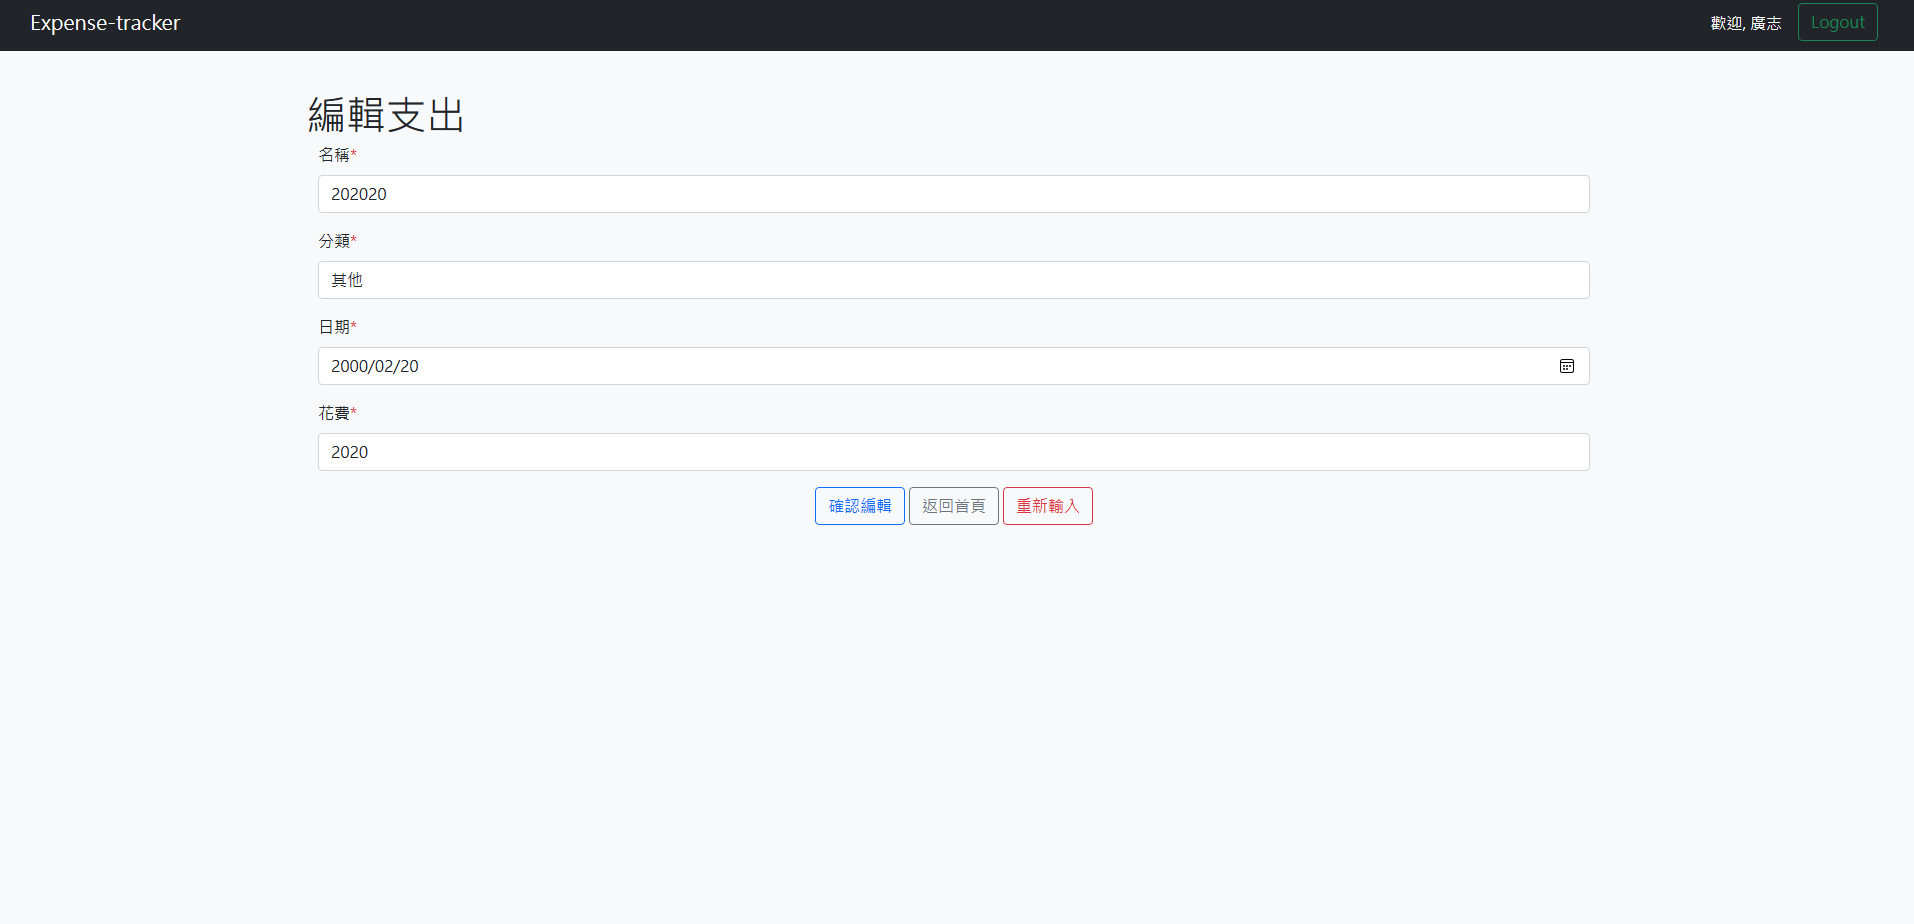 Expense-tracker
歡迎, 廣志 Logout
編輯支出
名稱*
202020
分類*
其他
日期*
2000/02/20
花費*
2020
確認編輯 返回首頁 重新輸入